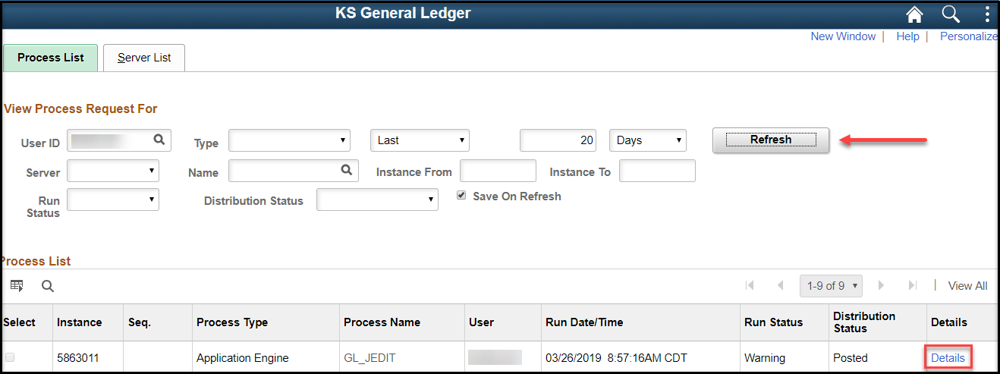 KS General Ledger
New Window | Help | Personalize
Process List Server List
View Process Request For
User ID Type Last 20 Days Refresh
Server Name Instance From Instance To
Run Status Distribution Status Save On Refresh
Process List
1-9 of 9 | View All
Select Instance Seq. Process Type Process Name User Run Date/Time Run Status Distribution Status Details
5863011 Application Engine GL_JEDIT 03/26/2019 8:57:16AM CDT Warning Posted Details